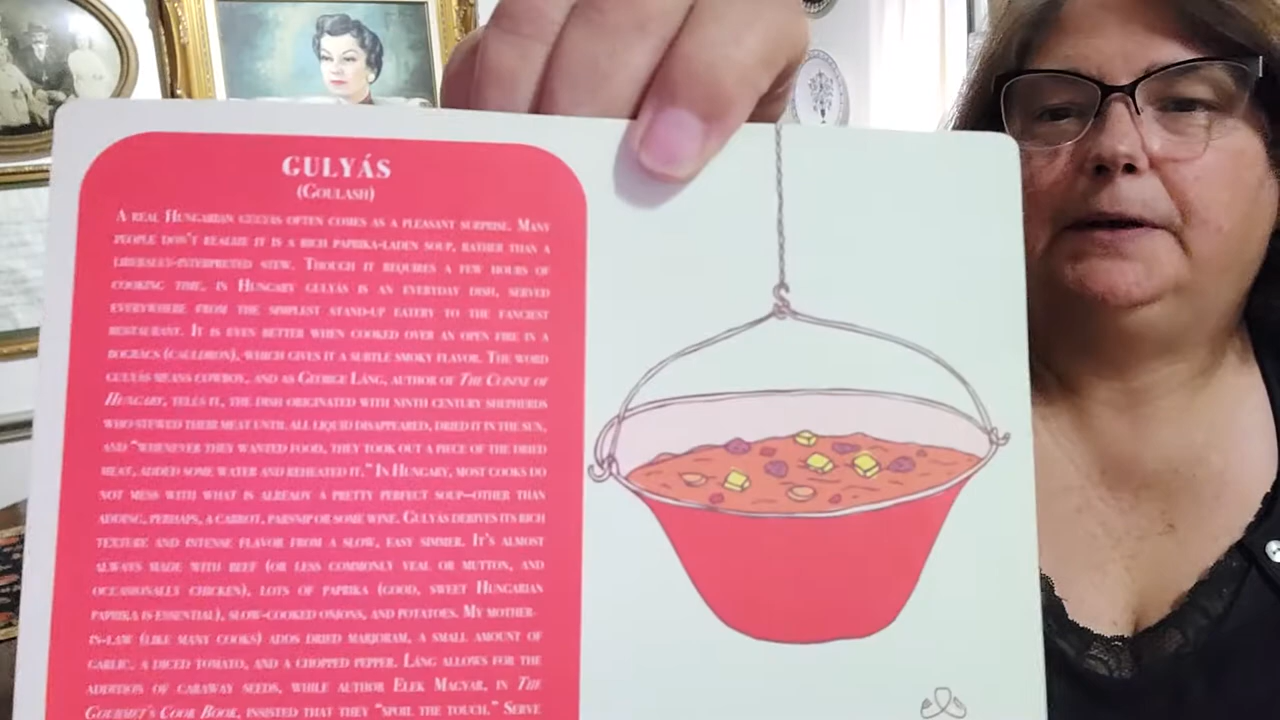 GULYÁS
(GOULASH)
A REAL HUNGARIAN GULYÁS OFTEN COMES AS A PLEASANT SURPRISE. MANY
PEOPLE DON'T REALIZE IT IS A RICH PAPRIKA-LADEN SOUP, RATHER THAN A
LIBERALLY-INTERPRETED STEW. THOUGH IT REQUIRES A FEW HOURS OF
COOKING TIME, IN HUNGARY GULYÁS IS AN EVERYDAY DISH, SERVED
EVERYWHERE FROM THE SIMPLEST STAND-UP EATERY TO THE FANCIEST
RESTAURANT. IT IS EVEN BETTER WHEN COOKED OVER AN OPEN FIRE IN A
BOGRÁCS (CAULDRON), WHICH GIVES IT A SUBTLE SMOKY FLAVOR. THE WORD
GULYÁS MEANS COWBOY, AND AS GEORGE LÁNG, AUTHOR OF THE CUISINE OF
HUNGARY, TELLS IT, THE DISH ORIGINATED WITH NINTH CENTURY SHEPHERDS
WHO STEWED THEIR MEAT UNTIL ALL LIQUID DISAPPEARED, DRIED IT IN THE SUN,
AND "WHENEVER THEY WANTED FOOD, THEY TOOK OUT A PIECE OF THE DRIED
MEAT, ADDED SOME WATER AND REHEATED IT." IN HUNGARY, MOST COOKS DO
NOT MESS WITH WHAT IS ALREADY A PRETTY PERFECT SOUP—OTHER THAN
ADDING, PERHAPS, A CARROT, PARSNIP OR SOME WINE. GULYÁS DERIVES ITS RICH
TEXTURE AND INTENSE FLAVOR FROM A SLOW, EASY SIMMER. IT'S ALMOST
ALWAYS MADE WITH BEEF (OR LESS COMMONLY VEAL OR MUTTON, AND
OCCASIONALLY CHICKEN), LOTS OF PAPRIKA (GOOD, SWEET HUNGARIAN
PAPRIKA IS ESSENTIAL), SLOW-COOKED ONIONS, AND POTATOES. MY MOTHER-
IN-LAW (LIKE MANY COOKS) ADDS DRIED MARJORAM, A SMALL AMOUNT OF
GARLIC, A DICED TOMATO, AND A CHOPPED PEPPER. LÁNG ALLOWS FOR THE
ADDITION OF CARAWAY SEEDS, WHILE AUTHOR ELEK MAGYAR, IN THE
GOURMET'S COOK BOOK, INSISTED THAT THEY "SPOIL THE TOUCH." SERVE